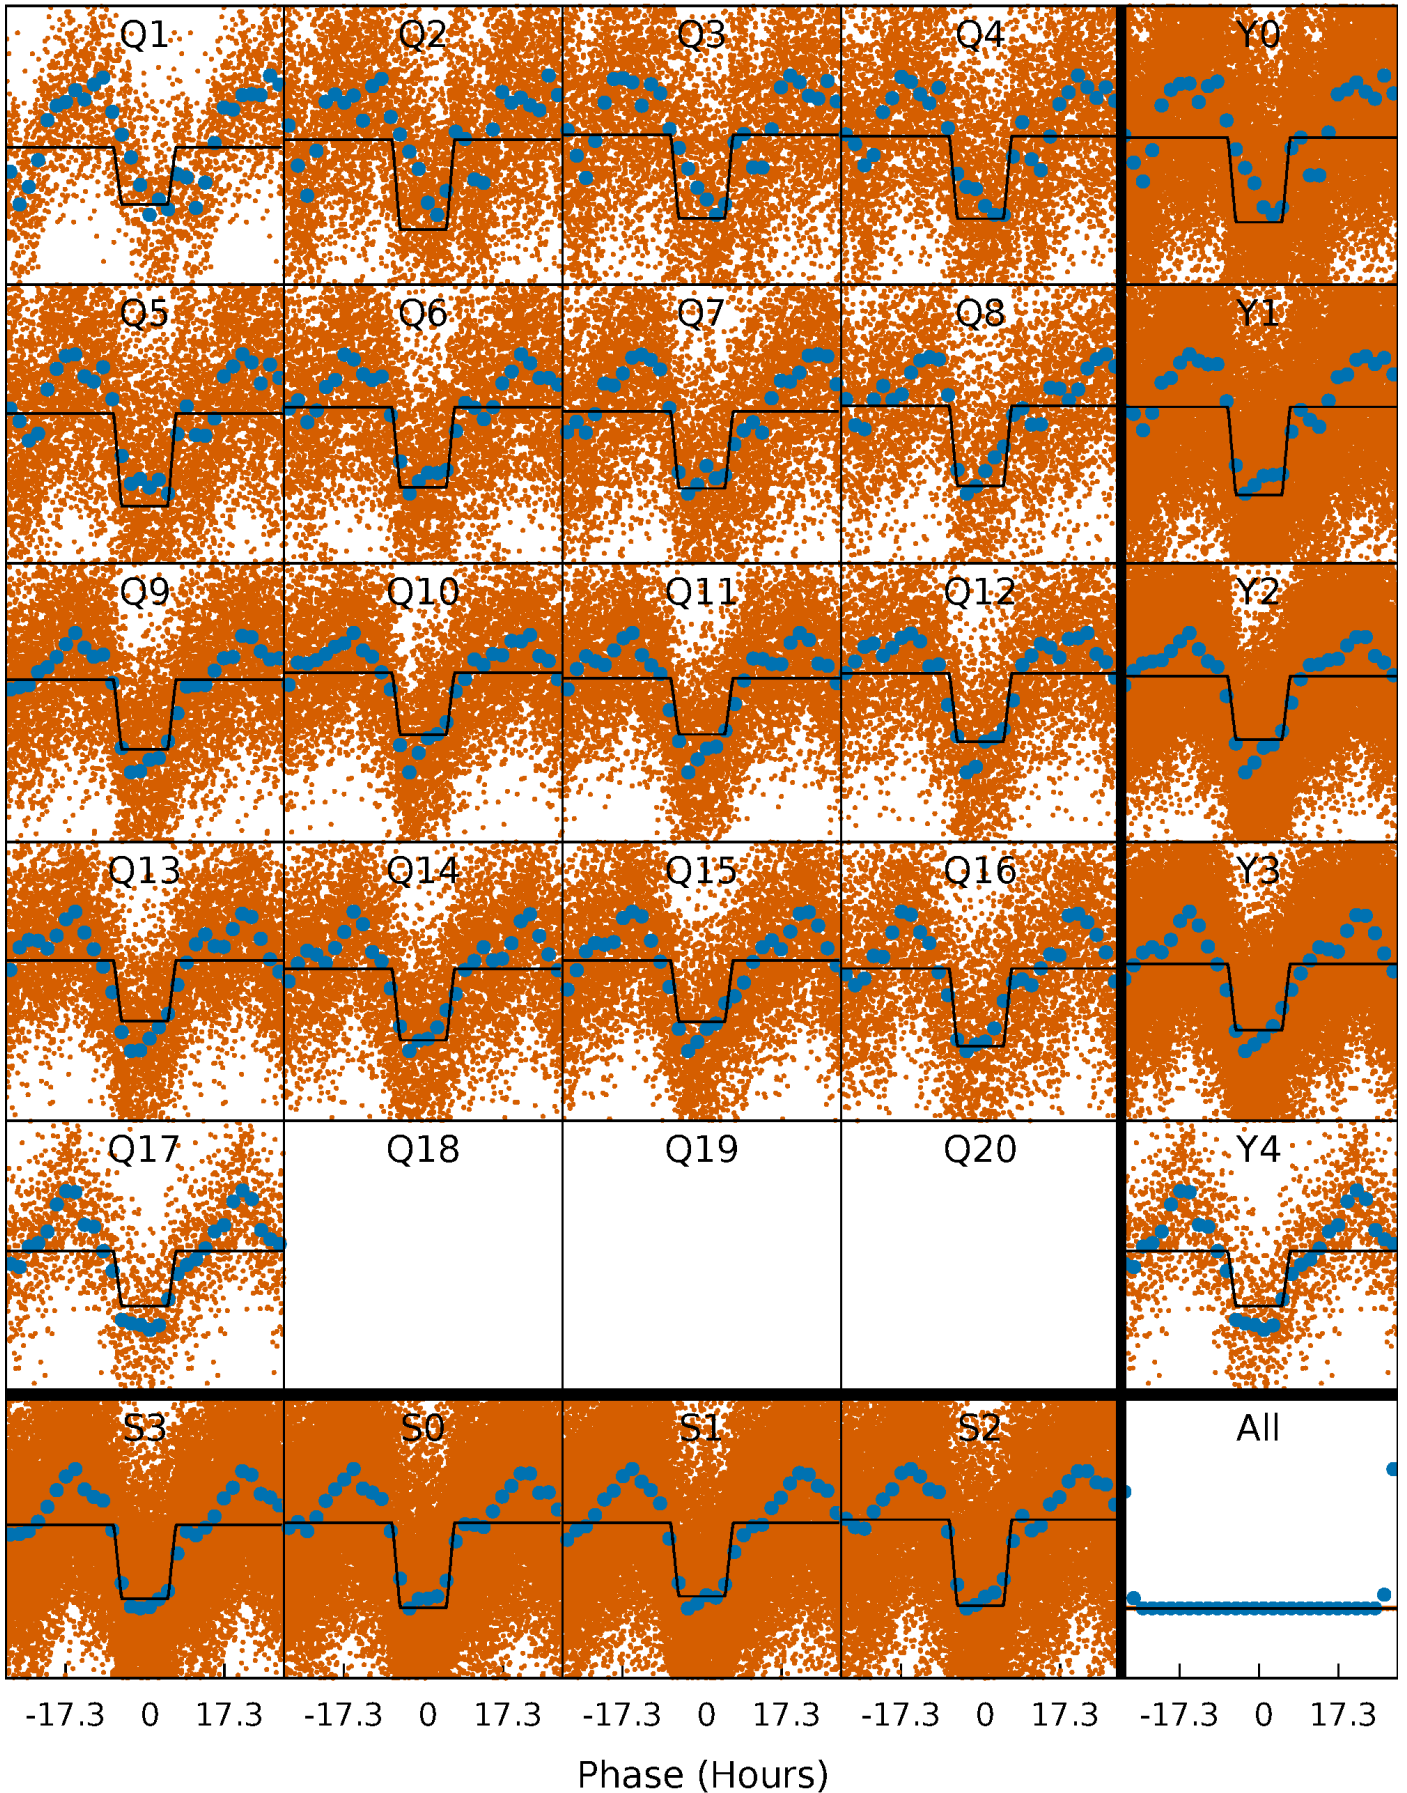 Q1 Q2 Q3 Q4 Y0
Q5 Q6 Q7 Q8 Y1
Q9 Q10 Q11 Q12 Y2
Q13 Q14 Q15 Q16 Y3
Q17 Q18 Q19 Q20 Y4
S3 S0 S1 S2 All
-17.3 0 17.3 -17.3 0 17.3 -17.3 0 17.3 -17.3 0 17.3 -17.3 0 17.3
Phase (Hours)